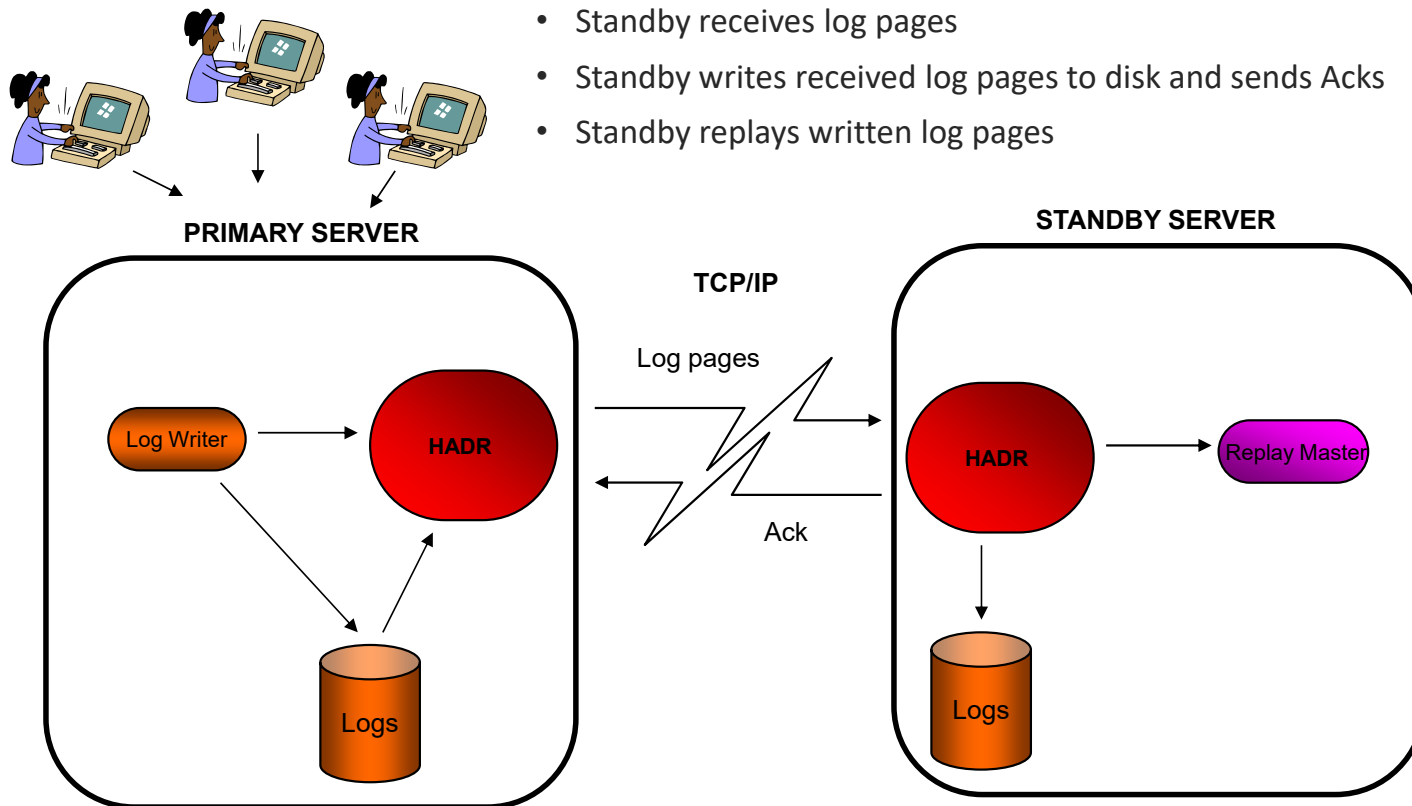 • Standby receives log pages
• Standby writes received log pages to disk and sends Acks
• Standby replays written log pages
PRIMARY SERVER
STANDBY SERVER
TCP/IP
Log pages
Log Writer
HADR
HADR
Replay Master
Ack
Logs
Logs